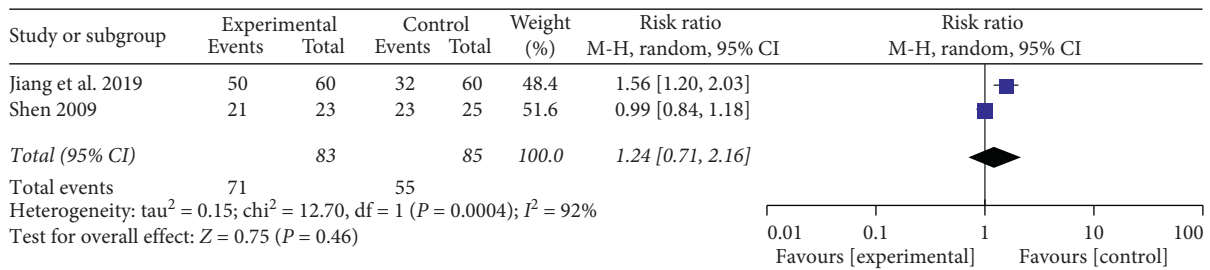 Study or subgroup Experimental Control Weight Risk ratio Risk ratio
Events Total Events Total (%) M-H, random, 95% CI M-H, random, 95% CI
Jiang et al. 2019 50 60 32 60 48.4 1.56 [1.20, 2.03]
Shen 2009 21 23 23 25 51.6 0.99 [0.84, 1.18]
Total (95% CI) 83 85 100.0 1.24 [0.71, 2.16]
Total events 71 55
Heterogeneity: tau² = 0.15; chi² = 12.70, df = 1 (P = 0.0004); I² = 92%
Test for overall effect: Z = 0.75 (P = 0.46)
0.01 0.1 1 10 100
Favours [experimental] Favours [control]